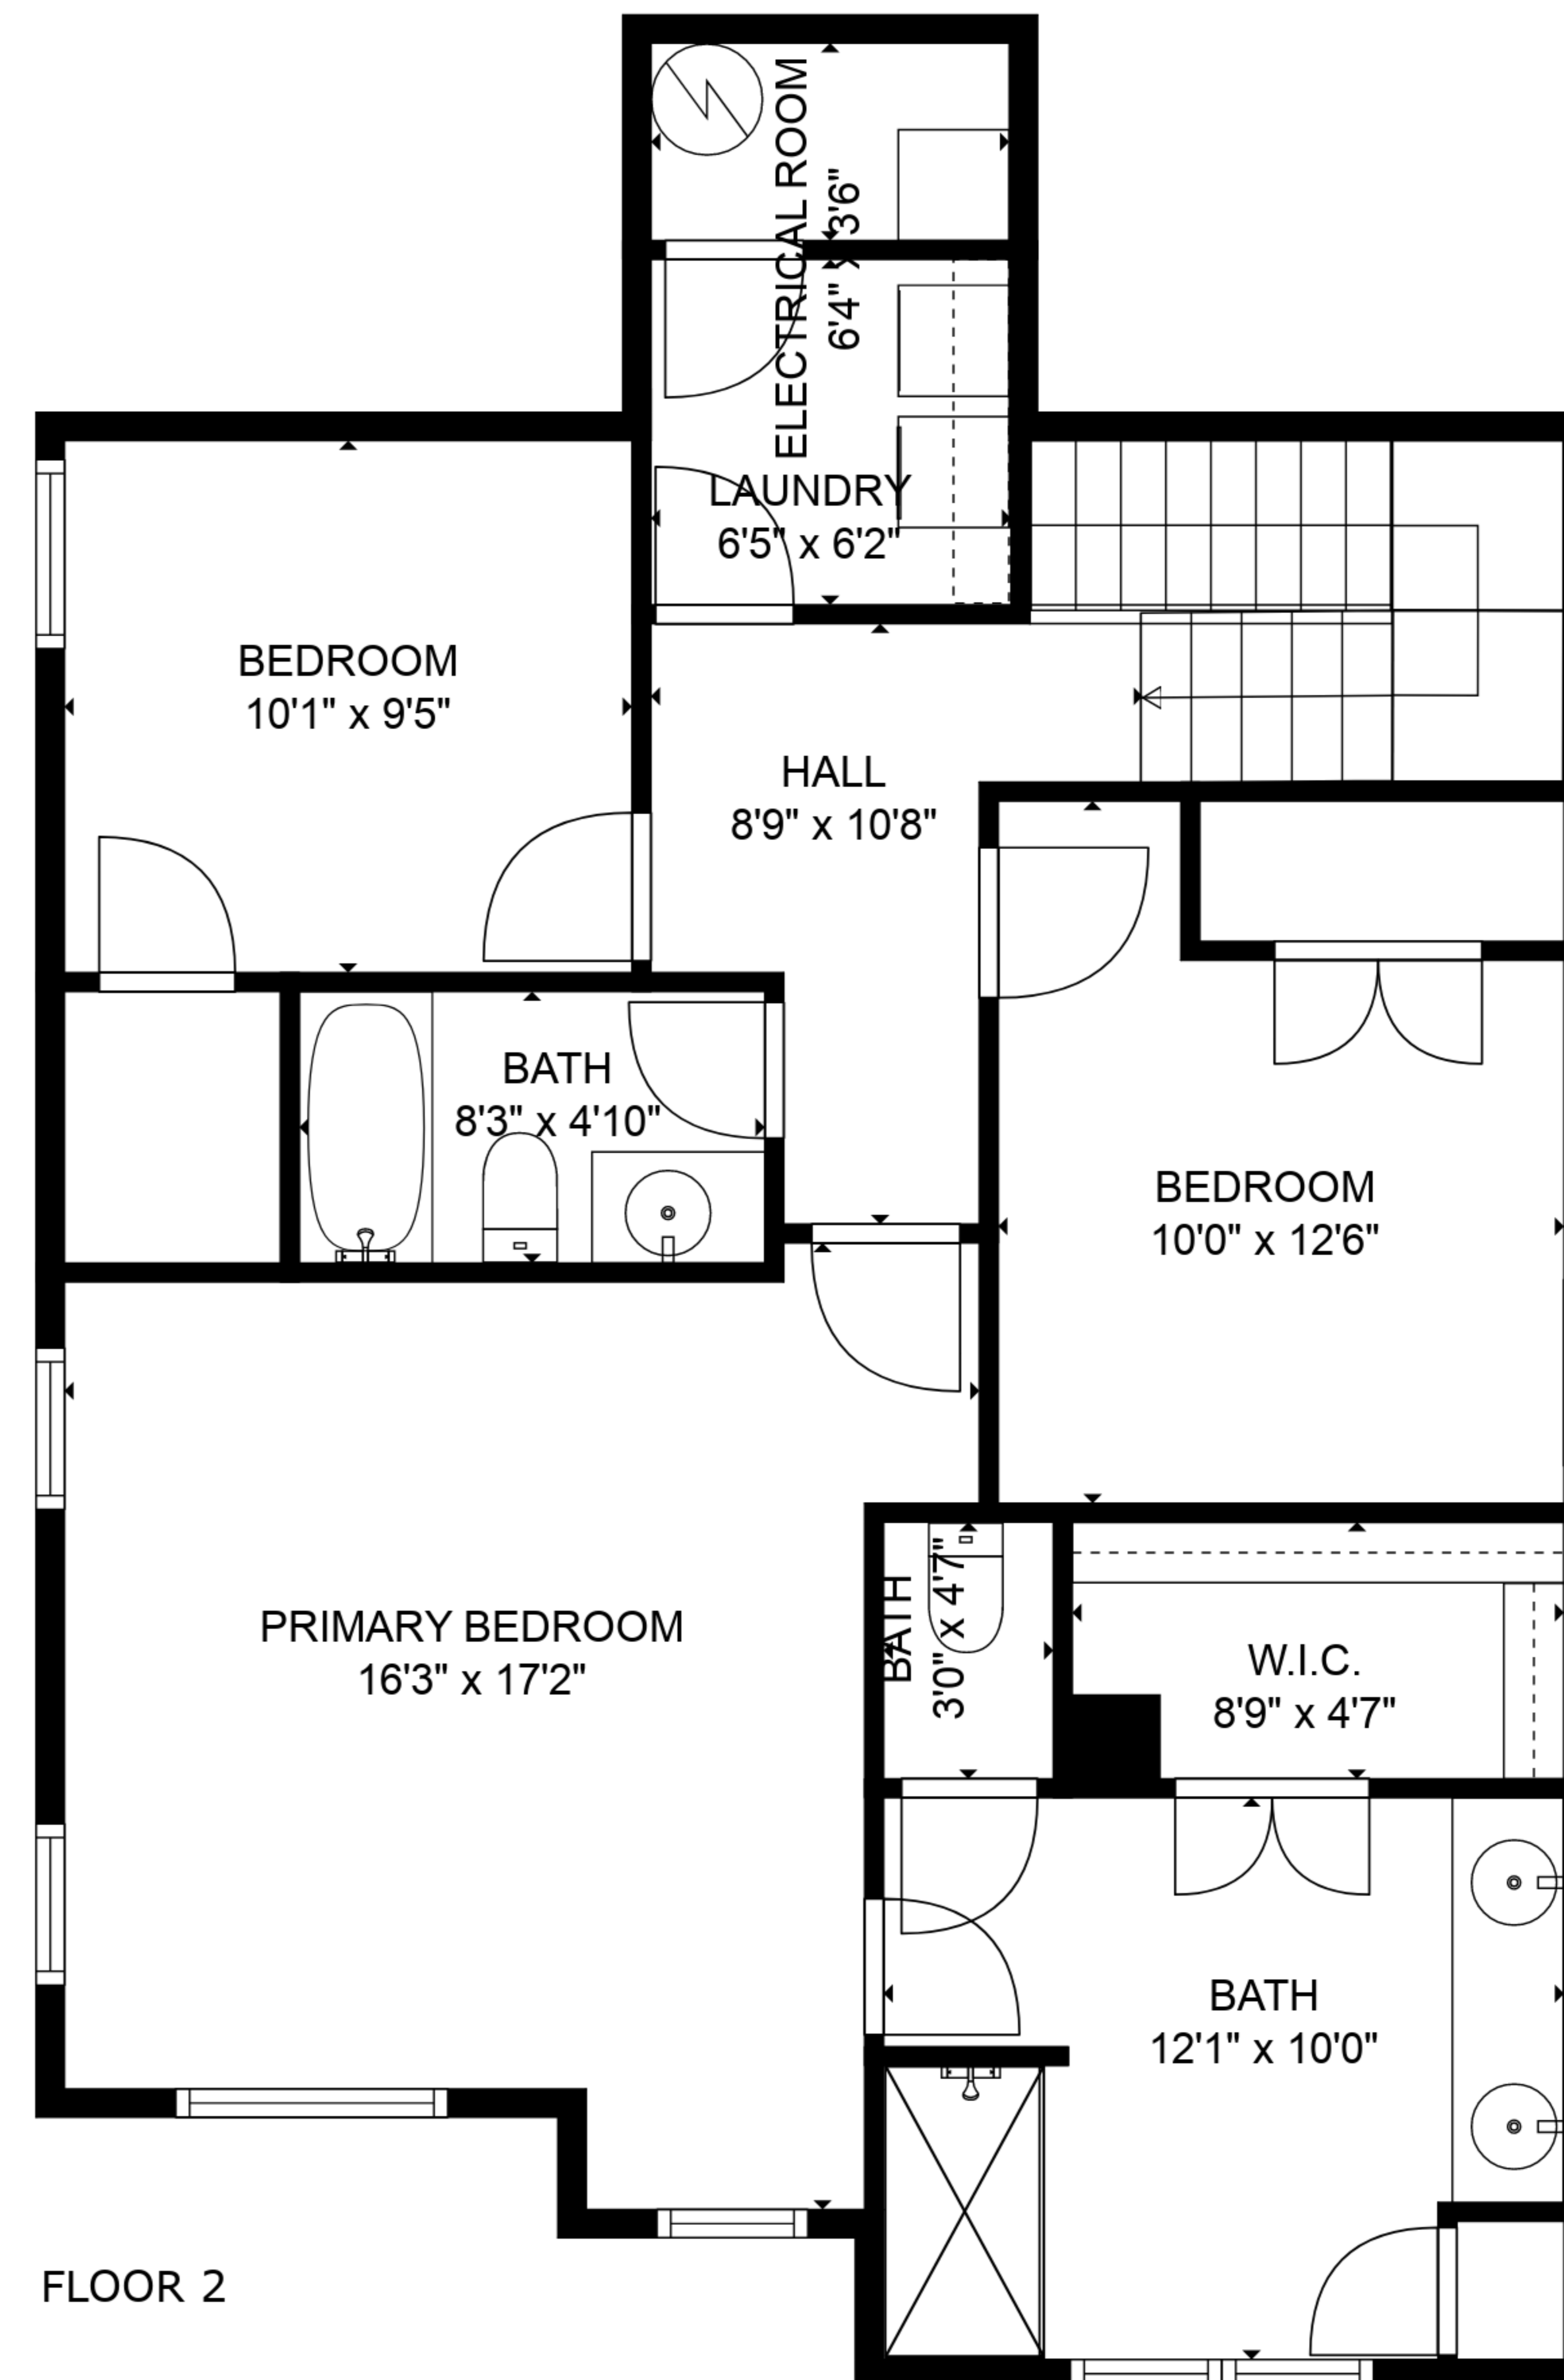 ELECTRICAL ROOM
6'4" x 3'6"
LAUNDRY
6'5" x 6'2"
BEDROOM
10'1" x 9'5"
HALL
8'9" x 10'8"
BATH
8'3" x 4'10"
BEDROOM
10'0" x 12'6"
PRIMARY BEDROOM
16'3" x 17'2"
BATH
3'0" x 4'7"
W.I.C.
8'9" x 4'7"
BATH
12'1" x 10'0"
FLOOR 2